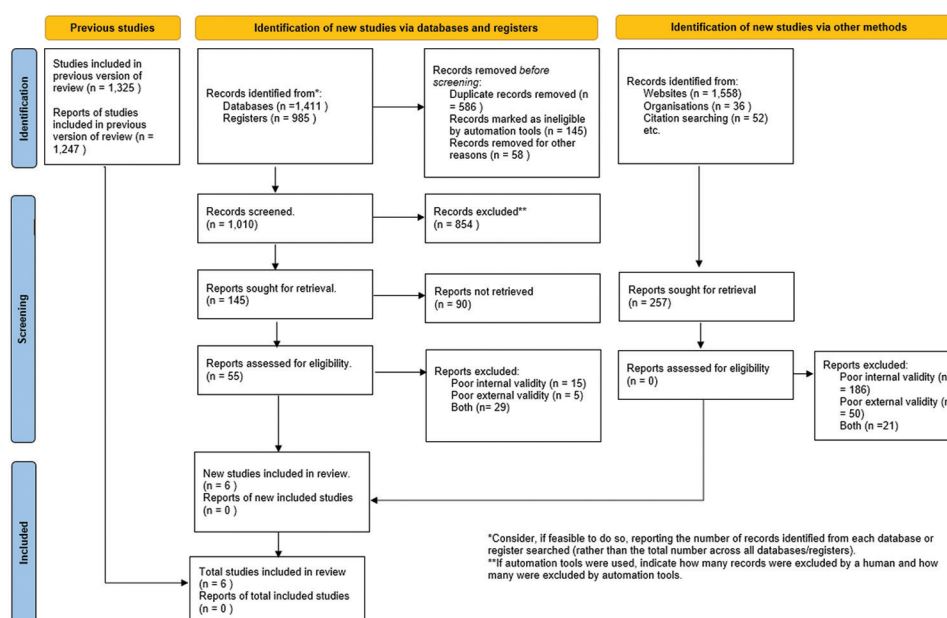 Previous studies
Identification of new studies via databases and registers
Identification of new studies via other methods
Identification
Studies included in
previous version of
review (n = 1,325)
Reports of studies
included in previous
version of review (n =
1,247 )
Records identified from*:
Databases =1,411
Registers ( n= 985 )
Records removed before
screening:
Duplicate records removed (n
= 586 )
Records marked as ineligible
by automation tools (n = 145)
Records removed for other
reasons (n = 58 )
Records identified from:
Websites (n = 1,558)
Organisations (n = 36 )
Citation searching (n = 52)
etc.
Screening
Records screened.
(n = 1,010)
Records excluded**
(n = 854 )
Reports sought for retrieval.
(n = 145)
Reports not retrieved
(n = 90)
Reports sought for retrieval
(n = 257)
Reports assessed for eligibility.
(n = 55)
Reports excluded:
Poor internal validity (n = 15)
Poor external validity (n = 5)
Both (n= 29)
Reports assessed for eligibility
(n = 0)
Reports excluded:
Poor internal validity (n
= 186)
Poor external validity (n
= 50)
Both (n =21)
Included
New studies included in review.
(n = 6)
Reports of new included studies
(n = 0 )
Total studies included in review
(n = 6)
Reports of total included studies
(n = 0 )
*Consider, if feasible to do so, reporting the number of records identified from each database or
register searched (rather than the total number across all databases/registers).
**If automation tools were used, indicate how many records were excluded by a human and how
many were excluded by automation tools.